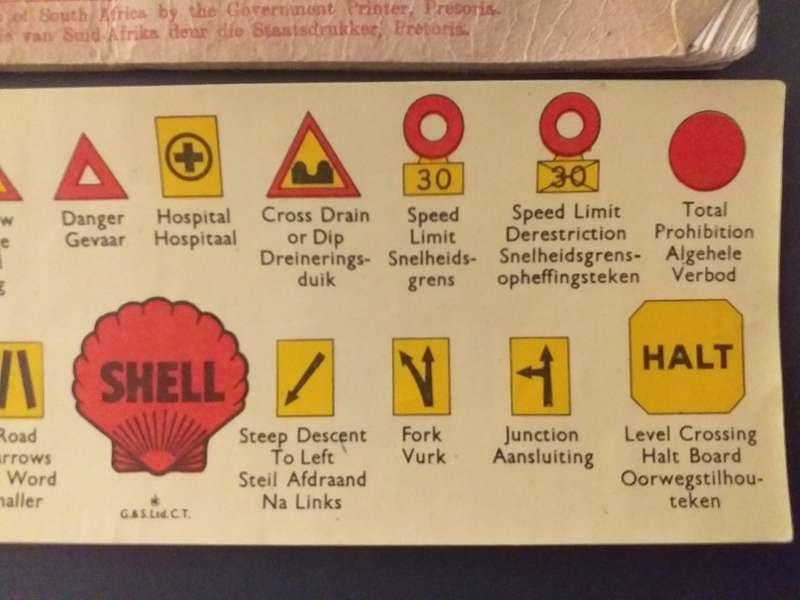 of South Africa by the Government Printer, Pretoria.
van Suid-Afrika deur die Staatsdrukker, Pretoria.
Danger
Gevaar
Hospital
Hospitaal
Cross Drain
or Dip
Dreinerings-
duik
30
Speed
Limit
Snelheids-
grens
30
Speed Limit
Derestriction
Snelheidsgrens-
opheffingsteken
Total
Prohibition
Algehele
Verbod
Road
Word
SHELL
G.&S.Ltd.C.T.
Steep Descent
To Left
Steil Afdraand
Na Links
Fork
Vurk
Junction
Aansluiting
HALT
Level Crossing
Halt Board
Oorwegstilhou-
teken